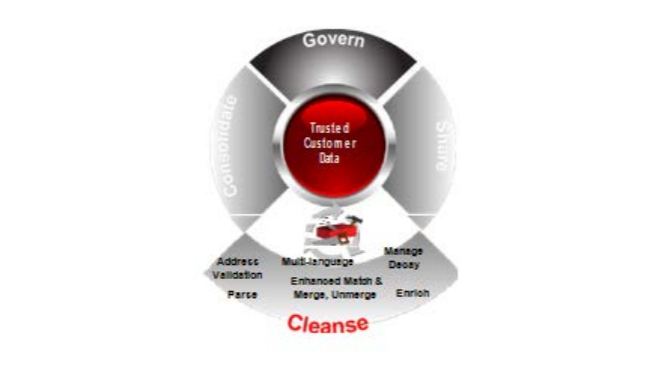 Govern
Consolidate
Share
Trusted
Customer
Data
Address
Validation
Multi-language
Manage
Decay
Parse
Enhanced Match &
Merge, Unmerge
Enrich
Cleanse